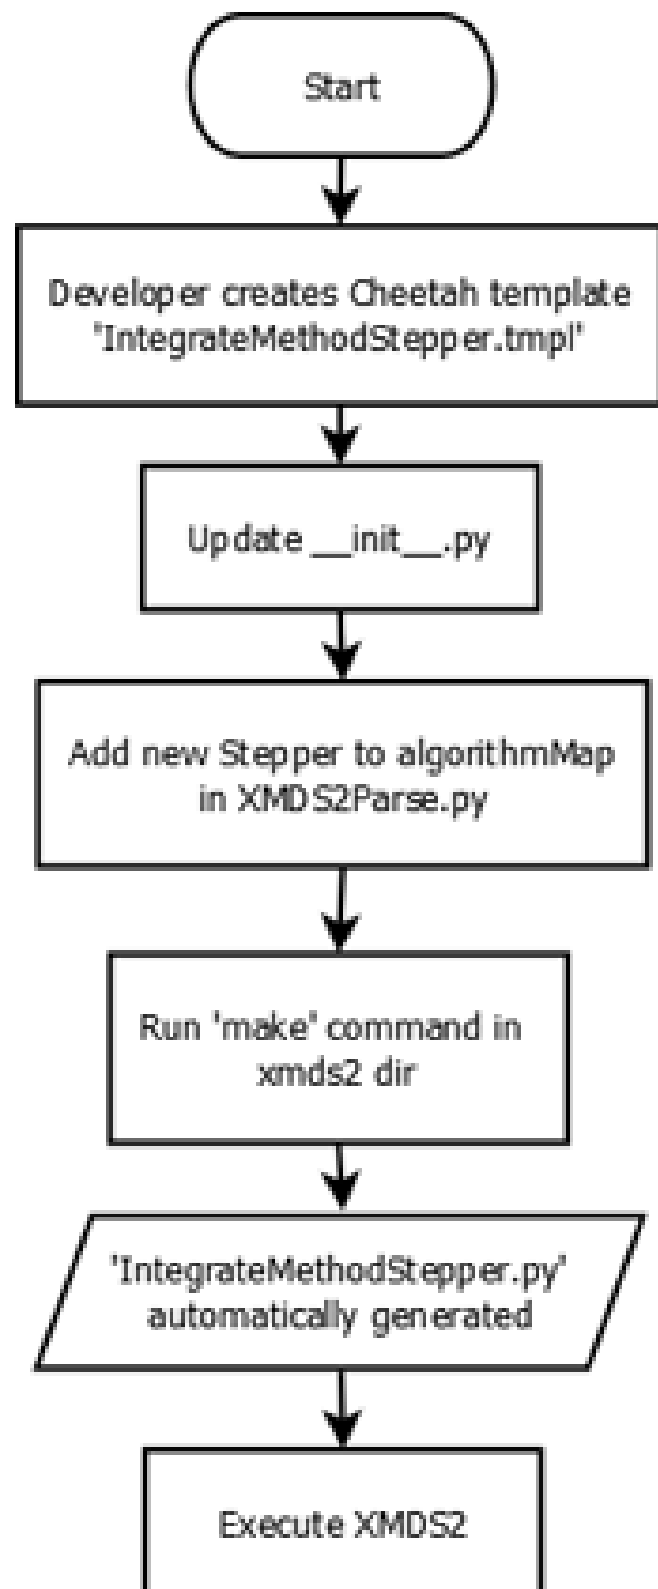 Start
Developer creates Cheetah template
'IntegrateMethodStepper.tmpl'
Update __init__.py
Add new Stepper to algorithmMap
in XMDS2Parse.py
Run 'make' command in
xmds2 dir
'IntegrateMethodStepper.py'
automatically generated
Execute XMDS2